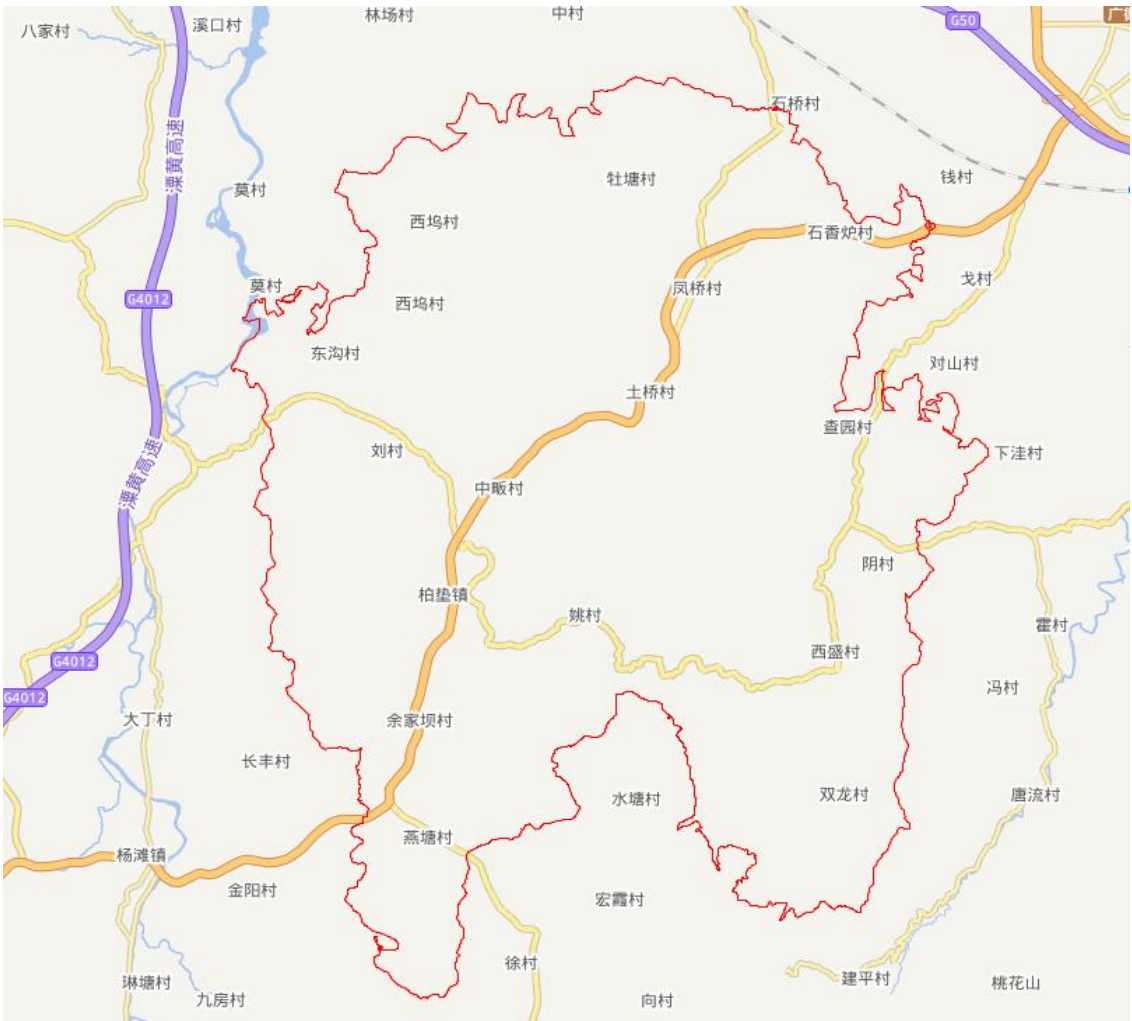 林场村
中村
广德
八家村
溪口村
G50
石桥村
溧黄高速
莫村
牡塘村
钱村
西坞村
石香炉村
莫村
戈村
G4012
西坞村
凤桥村
东沟村
对山村
土桥村
查园村
刘村
下洼村
溧黄高速
中畈村
阴村
柏垫镇
姚村
霍村
西盛村
G4012
冯村
G4012
大丁村
余家坝村
长丰村
水塘村
双龙村
唐流村
燕塘村
杨滩镇
金阳村
宏霞村
徐村
建平村
琳塘村
桃花山
九房村
向村